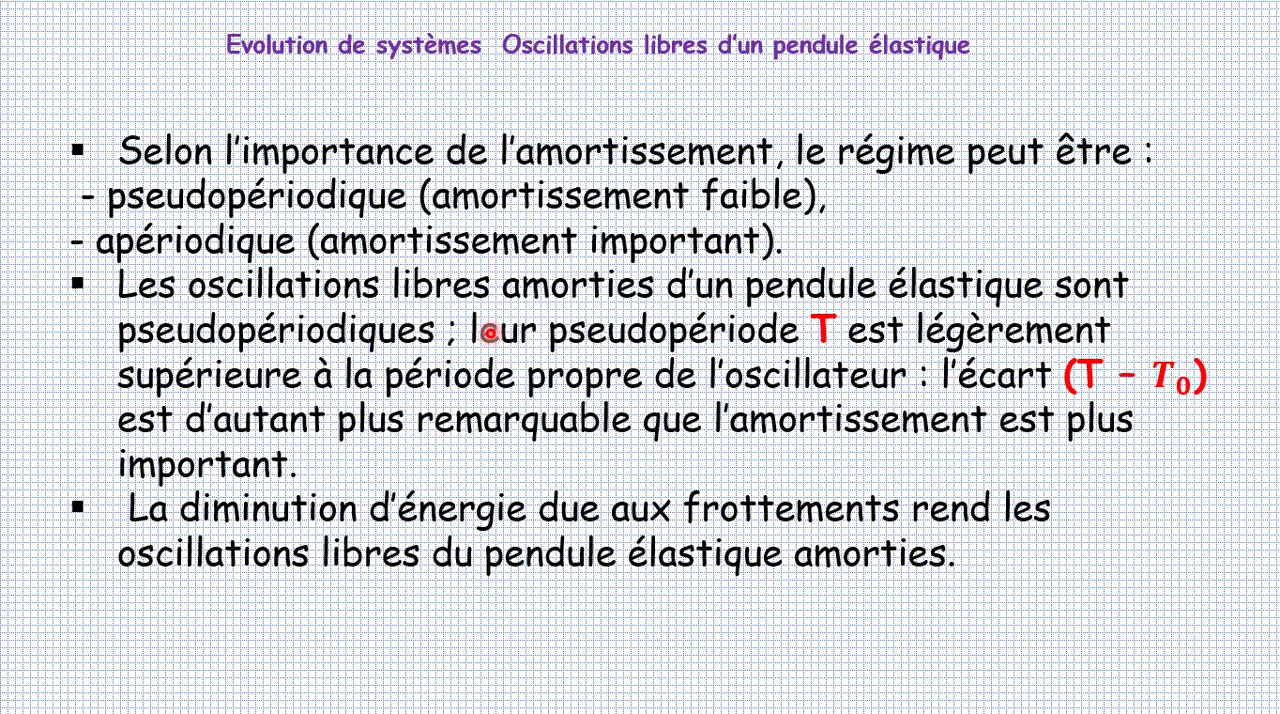 Evolution de systèmes Oscillations libres d'un pendule élastique
▪ Selon l'importance de l'amortissement, le régime peut être :
- pseudopériodique (amortissement faible),
- apériodique (amortissement important).
▪ Les oscillations libres amorties d'un pendule élastique sont
pseudopériodiques ; leur pseudopériode T est légèrement
supérieure à la période propre de l'oscillateur : l'écart (T – T₀)
est d'autant plus remarquable que l'amortissement est plus
important.
▪ La diminution d'énergie due aux frottements rend les
oscillations libres du pendule élastique amorties.